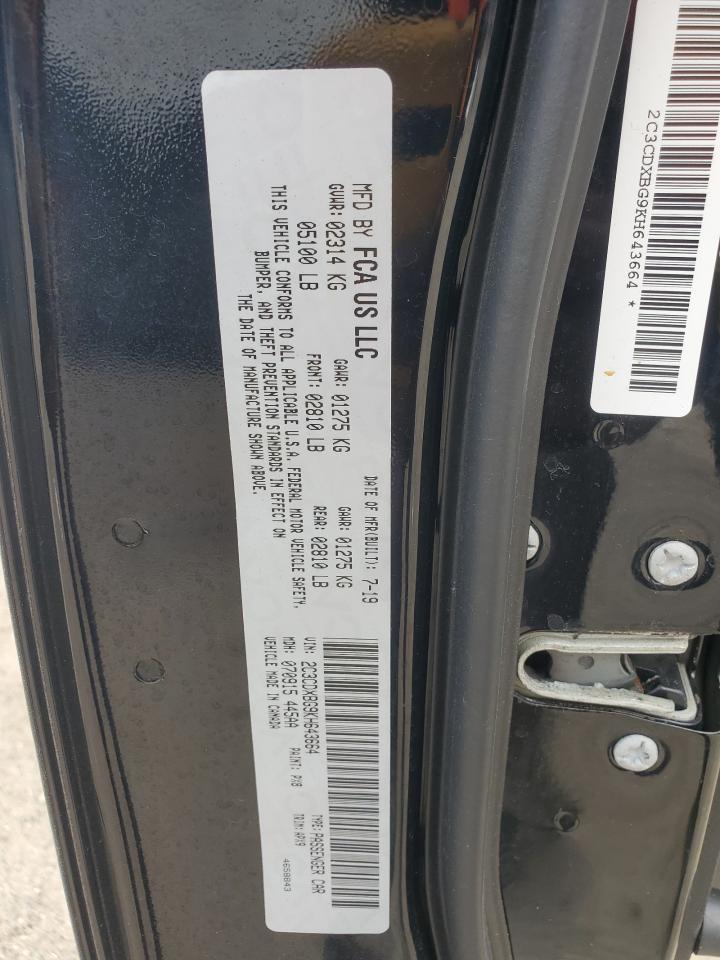 MFD BY FCA US LLC
DATE OF MFR(BUILT): 7-19
GVWR: 02314 KG GAWR: 01275 KG GAWR: 01275 KG
05100 LB FRONT: 02810 LB REAR: 02810 LB
THIS VEHICLE CONFORMS TO ALL APPLICABLE U.S.A. FEDERAL MOTOR VEHICLE SAFETY,
BUMPER, AND THEFT PREVENTION STANDARDS IN EFFECT ON
THE DATE OF MANUFACTURE SHOWN ABOVE.
VIN: 2C3CDXBG9KH643664 TYPE: PASSENGER CAR
MDH: 070915 445AA PAINT: PX8 TRIM: APX9
VEHICLE MADE IN CANADA 4658843
2C3CDXBG9KH643664 *